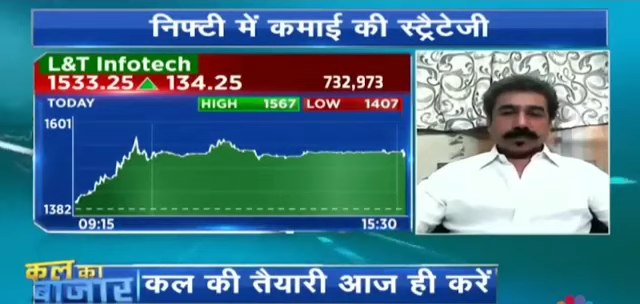 निफ्टी में कमाई की स्ट्रैटेजी
L&T Infotech
1533.25 134.25 732,973
TODAY HIGH 1567 LOW 1407
1601
1382
09:15 15:30
कल का
बाजार
कल की तैयारी आज ही करें